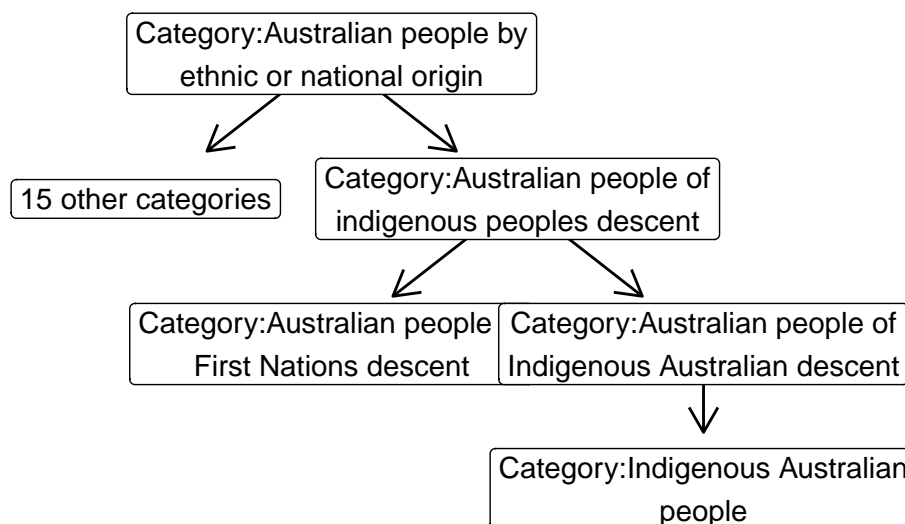 Category:Australian people by
ethnic or national origin
15 other categories
Category:Australian people of
indigenous peoples descent
Category:Australian people
First Nations descent
Category:Australian people of
Indigenous Australian descent
Category:Indigenous Australian
people